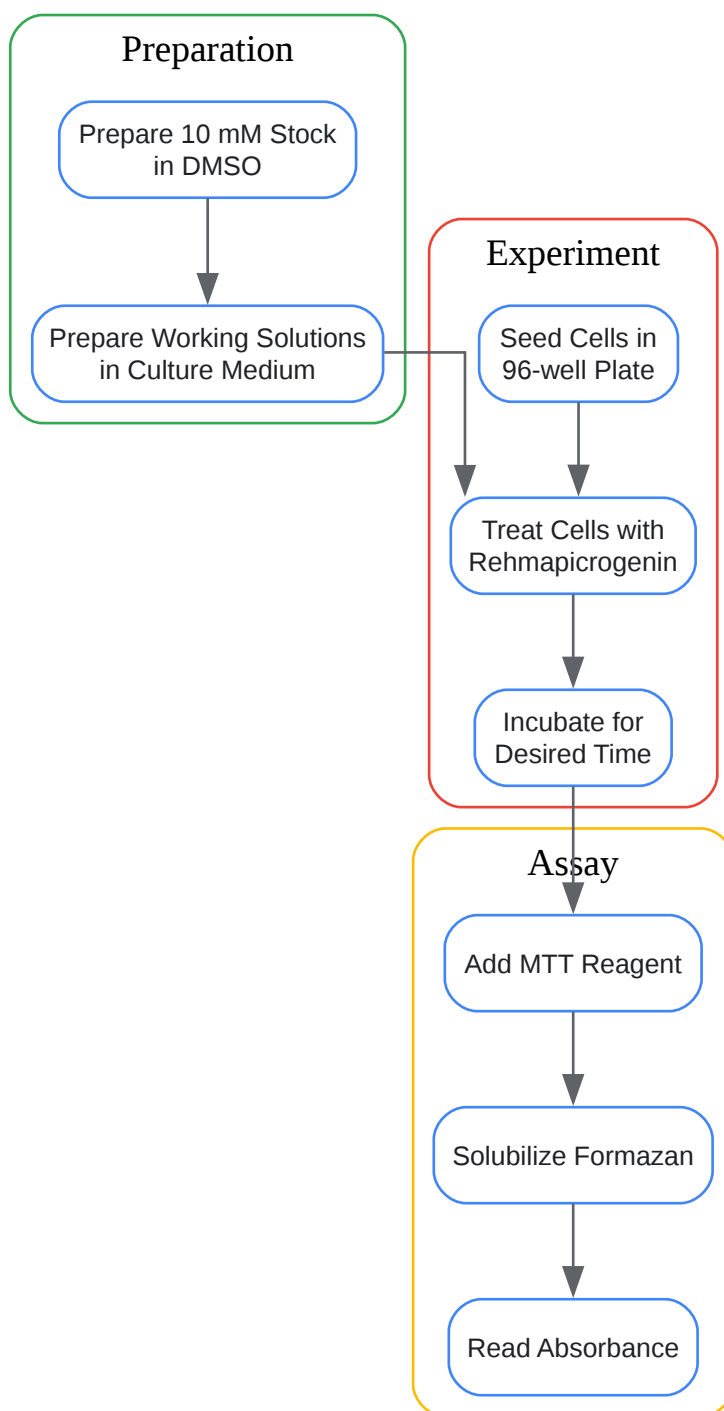 Preparation
Prepare 10 mM Stock
in DMSO
Prepare Working Solutions
in Culture Medium
Experiment
Seed Cells in
96-well Plate
Treat Cells with
Rehmapicrogenin
Incubate for
Desired Time
Assay
Add MTT Reagent
Solubilize Formazan
Read Absorbance